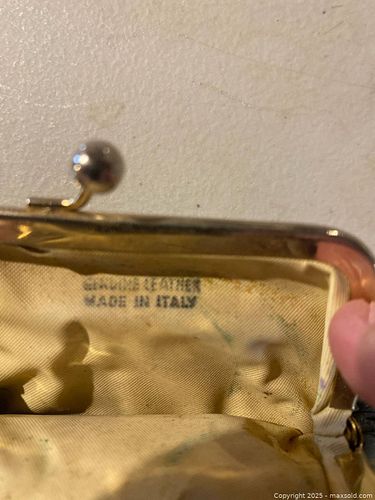 GENUINE LEATHER
MADE IN ITALY
Copyright 2025 - maxsold.com